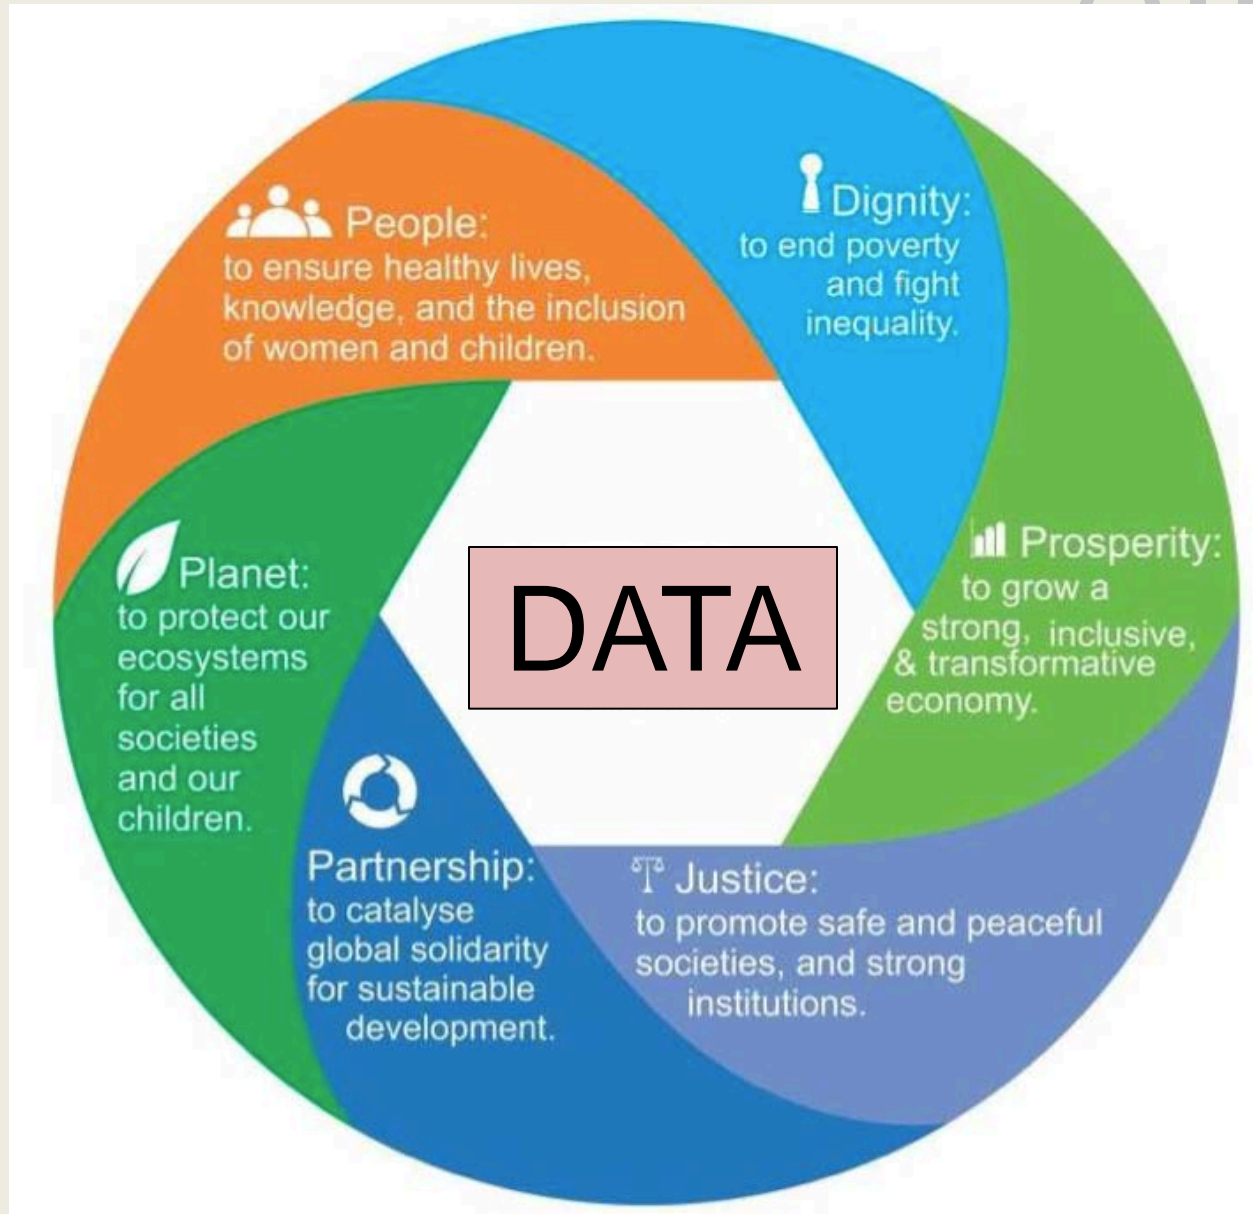 Dignity:
to end poverty
and fight
inequality.
People:
to ensure healthy lives,
knowledge, and the inclusion
of women and children.
Prosperity:
to grow a
strong, inclusive,
& transformative
economy.
Planet:
to protect our
ecosystems
for all
societies
and our
children.
DATA
Partnership:
to catalyse
global solidarity
for sustainable
development.
Justice:
to promote safe and peaceful
societies, and strong
institutions.